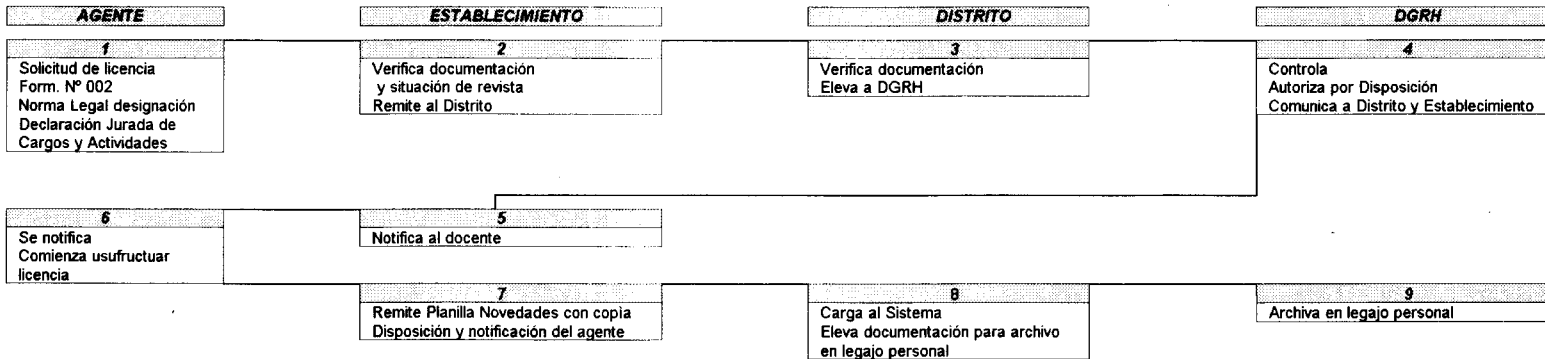 AGENTE
ESTABLECIMIENTO
DISTRITO
DGRH
1
Solicitud de licencia
Form. Nº 002
Norma Legal designación
Declaración Jurada de
Cargos y Actividades
2
Verifica documentación
y situación de revista
Remite al Distrito
3
Verifica documentación
Eleva a DGRH
4
Controla
Autoriza por Disposición
Comunica a Distrito y Establecimiento
6
Se notifica
Comienza usufructuar
licencia
5
Notifica al docente
7
Remite Planilla Novedades con copia
Disposición y notificación del agente
8
Carga al Sistema
Eleva documentación para archivo
en legajo personal
9
Archiva en legajo personal